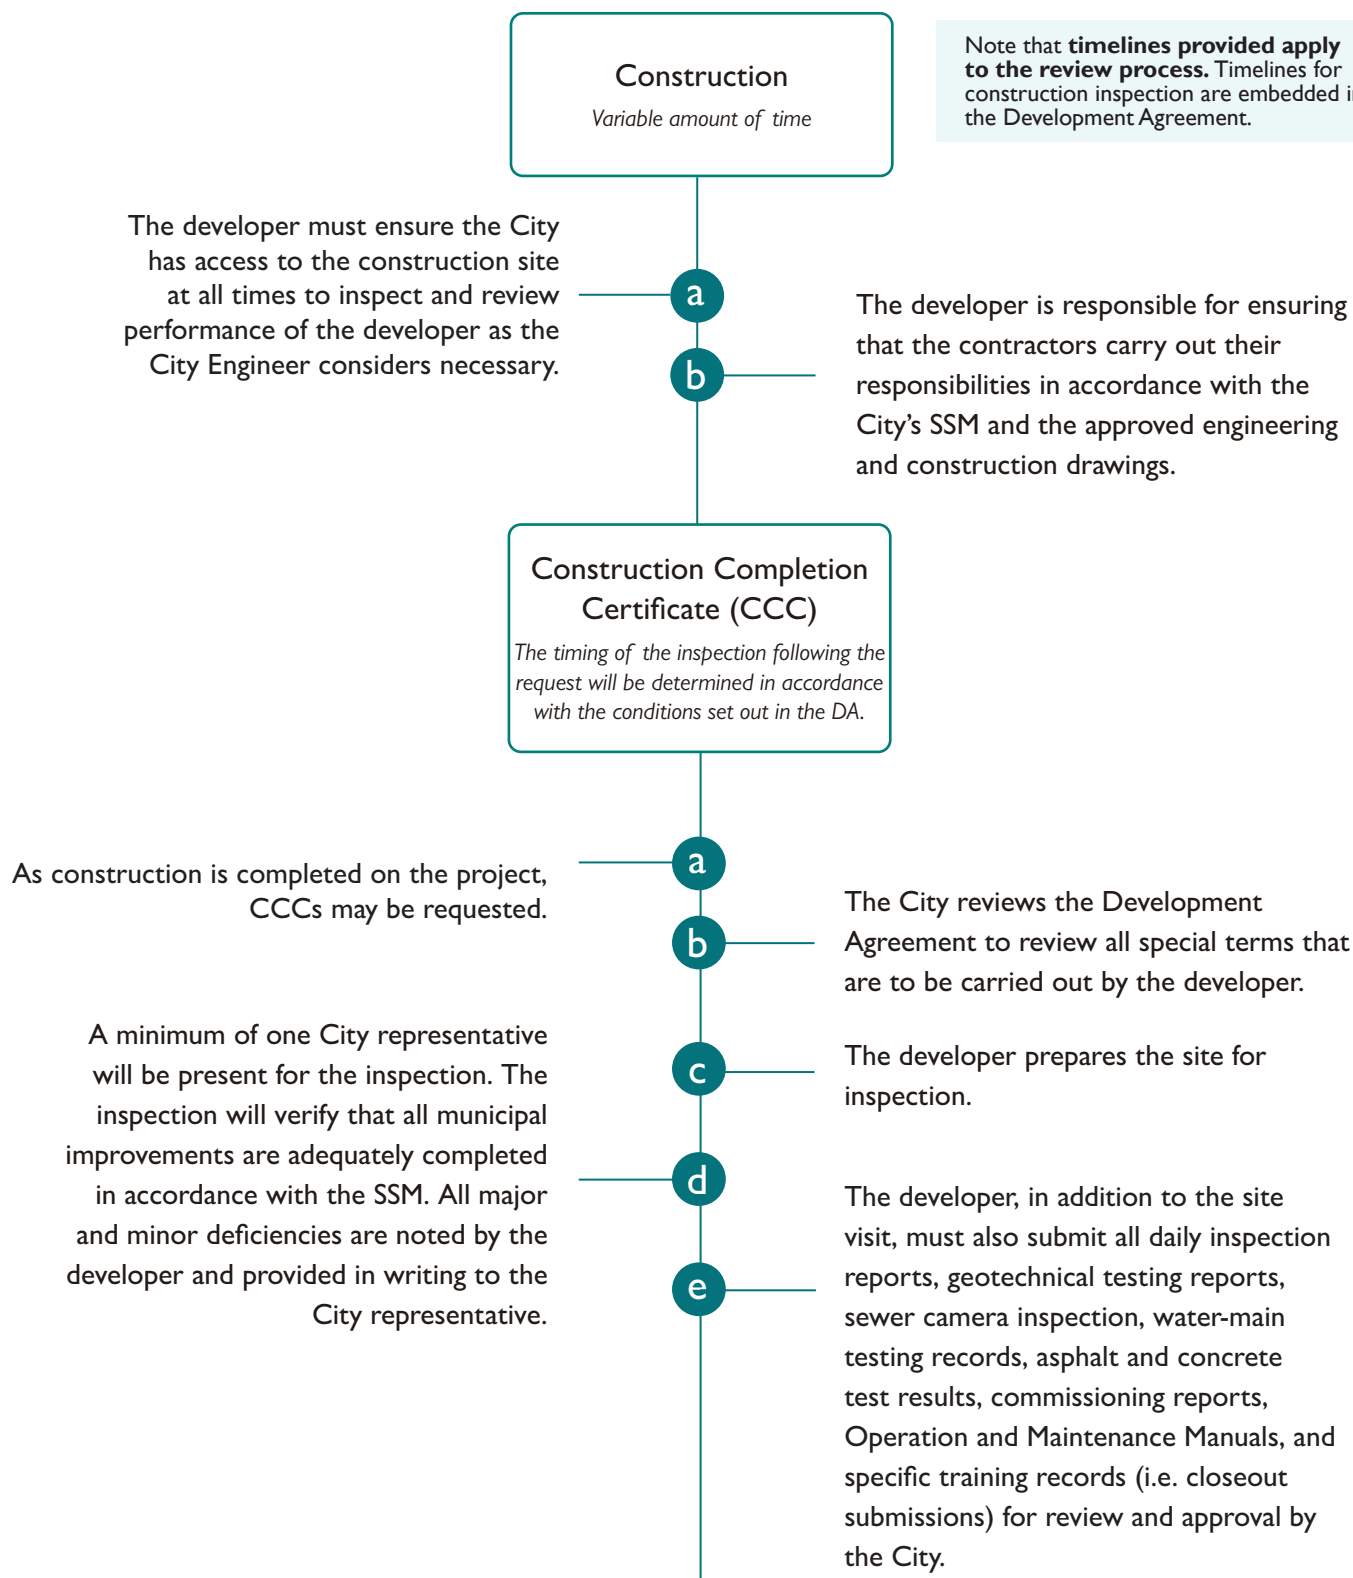 Construction
Variable amount of time
Note that timelines provided apply
to the review process. Timelines for
construction inspection are embedded
the Development Agreement.
The developer must ensure the City
has access to the construction site
at all times to inspect and review
performance of the developer as the
City Engineer considers necessary.
a
b
The developer is responsible for ensuring
that the contractors carry out their
responsibilities in accordance with the
City’s SSM and the approved engineering
and construction drawings.
Construction Completion
Certificate (CCC)
The timing of the inspection following the
request will be determined in accordance
with the conditions set out in the DA.
a
As construction is completed on the project,
CCCs may be requested.
b
The City reviews the Development
Agreement to review all special terms that
are to be carried out by the developer.
c
The developer prepares the site for
inspection.
A minimum of one City representative
will be present for the inspection. The
inspection will verify that all municipal
improvements are adequately completed
in accordance with the SSM. All major
and minor deficiencies are noted by the
developer and provided in writing to the
City representative.
d
e
The developer, in addition to the site
visit, must also submit all daily inspection
reports, geotechnical testing reports,
sewer camera inspection, water-main
testing records, asphalt and concrete
test results, commissioning reports,
Operation and Maintenance Manuals, and
specific training records (i.e. closeout
submissions) for review and approval by
the City.